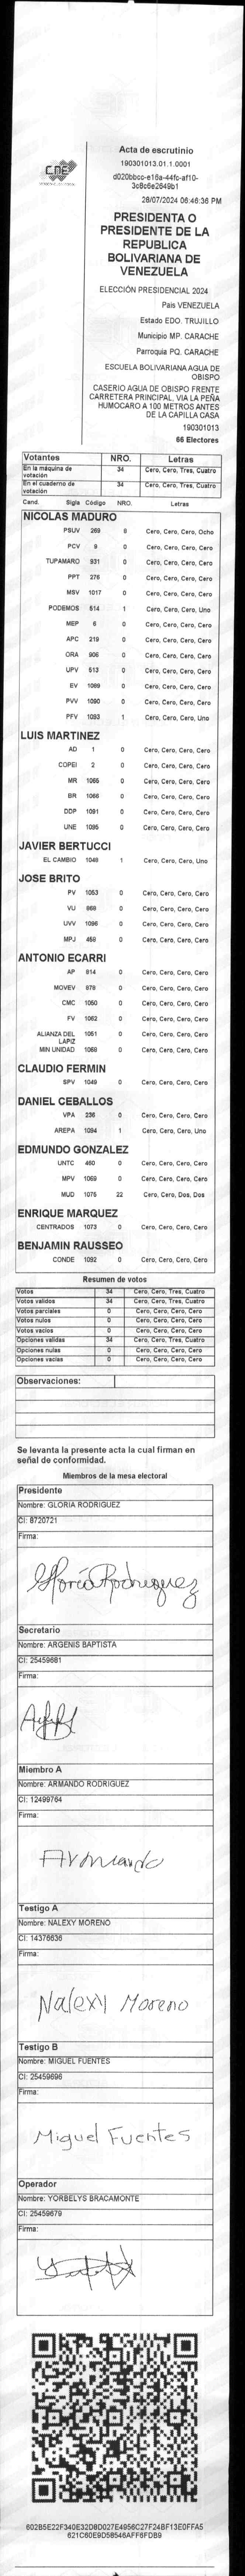 CNE
Acta de escrutinio
190301013.01.1.0001
d020bbcc-e16a-44fc-af10-
3c8c6e2649b1
28/07/2024 06:46:36 PM
PRESIDENTA O
PRESIDENTE DE LA
REPUBLICA
BOLIVARIANA DE
VENEZUELA
ELECCIÓN PRESIDENCIAL 2024
Pais VENEZUELA
Estado EDO. TRUJILLO
Municipio MP. CARACHE
Parroquia PQ. CARACHE
ESCUELA BOLIVARIANA AGUA DE
OBISPO
CASERIO AGUA DE OBISPO FRENTE
CARRETERA PRINCIPAL, VIA LA PEÑA
HUMOCARO A 100 METROS ANTES
DE LA CAPILLA CASA
190301013
66 Electores
Votantes NRO. Letras
En la máquina de votación 34 Cero, Cero, Tres, Cuatro
En el cuaderno de votación 34 Cero, Cero, Tres, Cuatro
Cand. Sigla Código NRO. Letras
NICOLAS MADURO
PSUV 269 8 Cero, Cero, Cero, Ocho
PCV 9 0 Cero, Cero, Cero, Cero
TUPAMARO 931 0 Cero, Cero, Cero, Cero
PPT 276 0 Cero, Cero, Cero, Cero
MSV 1017 0 Cero, Cero, Cero, Cero
PODEMOS 514 1 Cero, Cero, Cero, Uno
MEP 6 0 Cero, Cero, Cero, Cero
APC 219 0 Cero, Cero, Cero, Cero
ORA 906 0 Cero, Cero, Cero, Cero
UPV 513 0 Cero, Cero, Cero, Cero
EV 1089 0 Cero, Cero, Cero, Cero
PVV 1090 0 Cero, Cero, Cero, Cero
PFV 1093 1 Cero, Cero, Cero, Uno
LUIS MARTINEZ
AD 1 0 Cero, Cero, Cero, Cero
COPEI 2 0 Cero, Cero, Cero, Cero
MR 1065 0 Cero, Cero, Cero, Cero
BR 1066 0 Cero, Cero, Cero, Cero
DDP 1091 0 Cero, Cero, Cero, Cero
UNE 1095 0 Cero, Cero, Cero, Cero
JAVIER BERTUCCI
EL CAMBIO 1048 1 Cero, Cero, Cero, Uno
JOSE BRITO
PV 1053 0 Cero, Cero, Cero, Cero
VU 868 0 Cero, Cero, Cero, Cero
UVV 1096 0 Cero, Cero, Cero, Cero
MPJ 458 0 Cero, Cero, Cero, Cero
ANTONIO ECARRI
AP 814 0 Cero, Cero, Cero, Cero
MOVEV 878 0 Cero, Cero, Cero, Cero
CMC 1050 0 Cero, Cero, Cero, Cero
FV 1062 0 Cero, Cero, Cero, Cero
ALIANZA DEL LÁPIZ 1051 0 Cero, Cero, Cero, Cero
MIN UNIDAD 1068 0 Cero, Cero, Cero, Cero
CLAUDIO FERMIN
SPV 1049 0 Cero, Cero, Cero, Cero
DANIEL CEBALLOS
VPA 236 0 Cero, Cero, Cero, Cero
AREPA 1094 1 Cero, Cero, Cero, Uno
EDMUNDO GONZALEZ
UNTC 460 0 Cero, Cero, Cero, Cero
MPV 1069 0 Cero, Cero, Cero, Cero
MUD 1075 22 Cero, Cero, Dos, Dos
ENRIQUE MARQUEZ
CENTRADOS 1073 0 Cero, Cero, Cero, Cero
BENJAMIN RAUSSEO
CONDE 1092 0 Cero, Cero, Cero, Cero
Resumen de votos
Votos 34 Cero, Cero, Tres, Cuatro
Votos validos 34 Cero, Cero, Tres, Cuatro
Votos parciales 0 Cero, Cero, Cero, Cero
Votos nulos 0 Cero, Cero, Cero, Cero
Votos vacios 0 Cero, Cero, Cero, Cero
Opciones validas 34 Cero, Cero, Tres, Cuatro
Opciones nulas 0 Cero, Cero, Cero, Cero
Opciones vacias 0 Cero, Cero, Cero, Cero
Observaciones:
Se levanta la presente acta la cual firman en
señal de conformidad.
Miembros de la mesa electoral
Presidente
Nombre: GLORIA RODRIGUEZ
CI: 8720721
Firma:
Gloria Rodriguez
Secretario
Nombre: ARGENIS BAPTISTA
CI: 25459681
Firma:
Miembro A
Nombre: ARMANDO RODRIGUEZ
CI: 12499764
Firma:
Armando
Testigo A
Nombre: NALEXY MORENO
CI: 14376636
Firma:
Nalexy Moreno
Testigo B
Nombre: MIGUEL FUENTES
CI: 25459696
Firma:
Miguel Fuentes
Operador
Nombre: YORBELYS BRACAMONTE
CI: 25459679
Firma:
602B5E22F340E32D8D027E4956C27F24BF13E0FFA5
621C60E9D58546AFF6FDB9